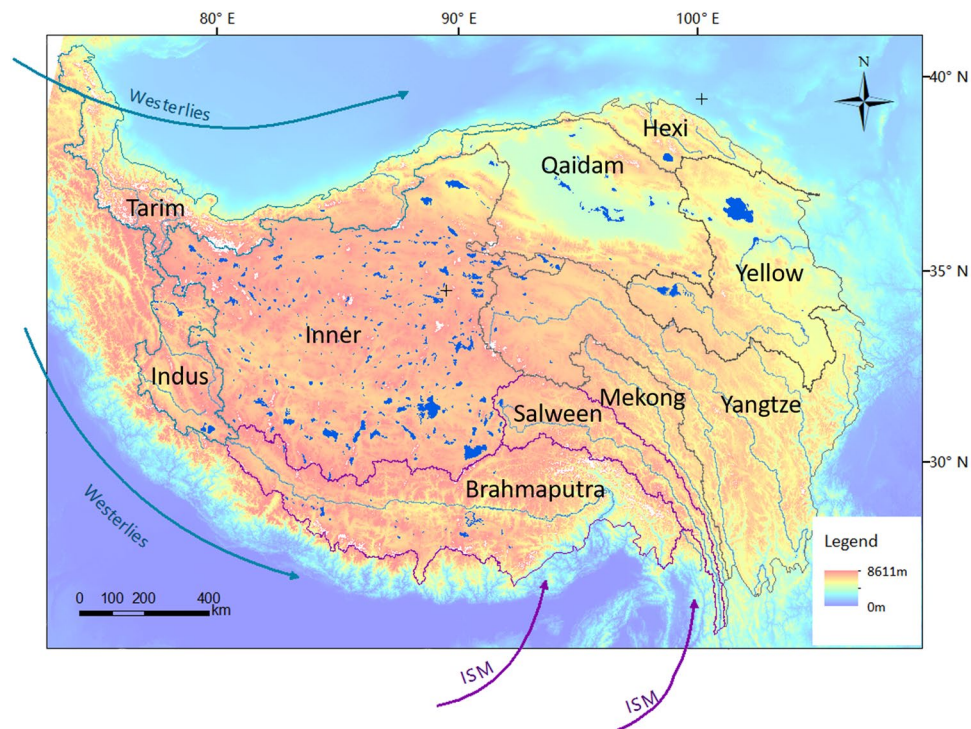 80° E
90° E
100° E
N
40° N
Westerlies
Hexi
Qaidam
Tarim
35° N
Yellow
Inner
Indus
Mekong
Yangtze
Salween
30° N
Brahmaputra
Westerlies
Legend
8611m
0m
0 100 200 400
km
ISM
ISM